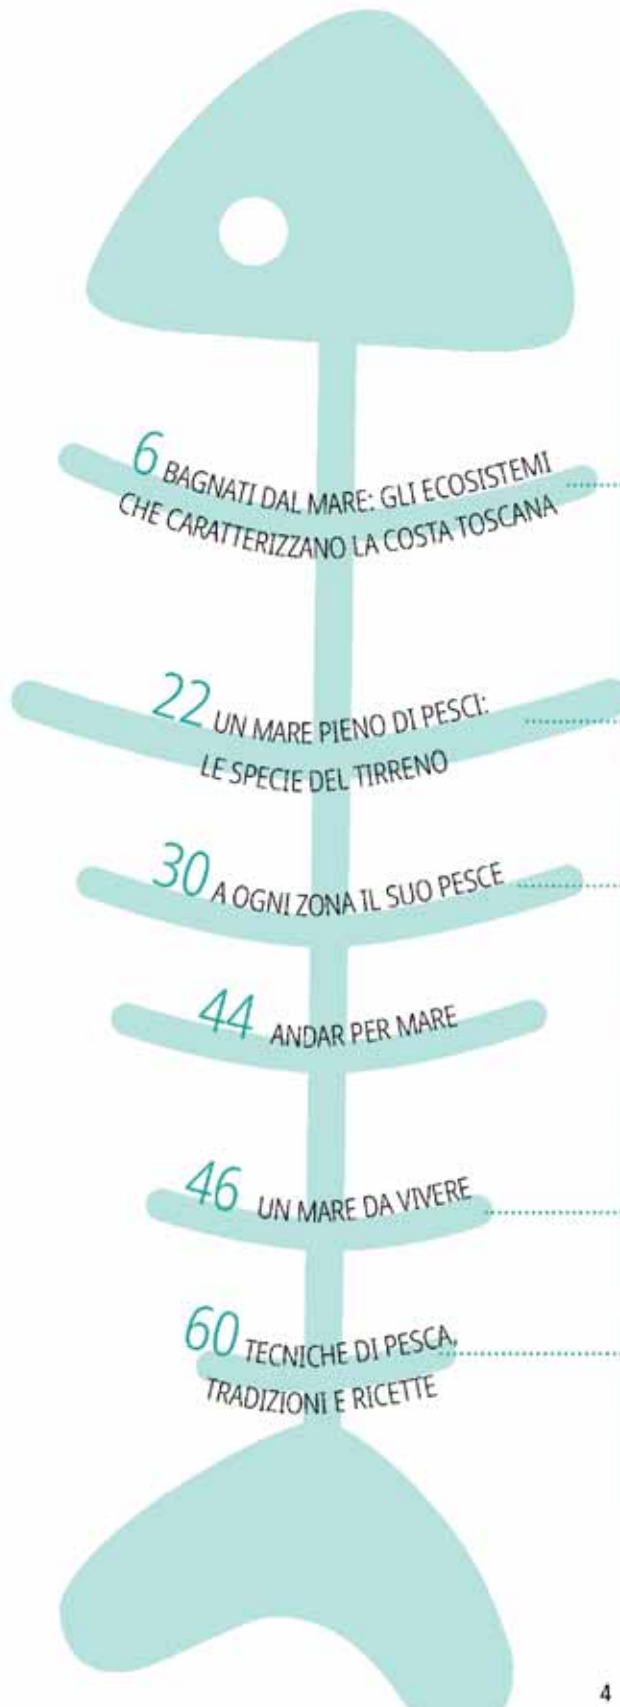 6 BAGNATI DAL MARE: GLI ECOSISTEMI
CHE CARATTERIZZANO LA COSTA TOSCANA
22 UN MARE PIENO DI PESCI:
LE SPECIE DEL TIRRENO
30 A OGNI ZONA IL SUO PESCE
44 ANDAR PER MARE
46 UN MARE DA VIVERE
60 TECNICHE DI PESCA,
TRADIZIONI E RICETTE
4